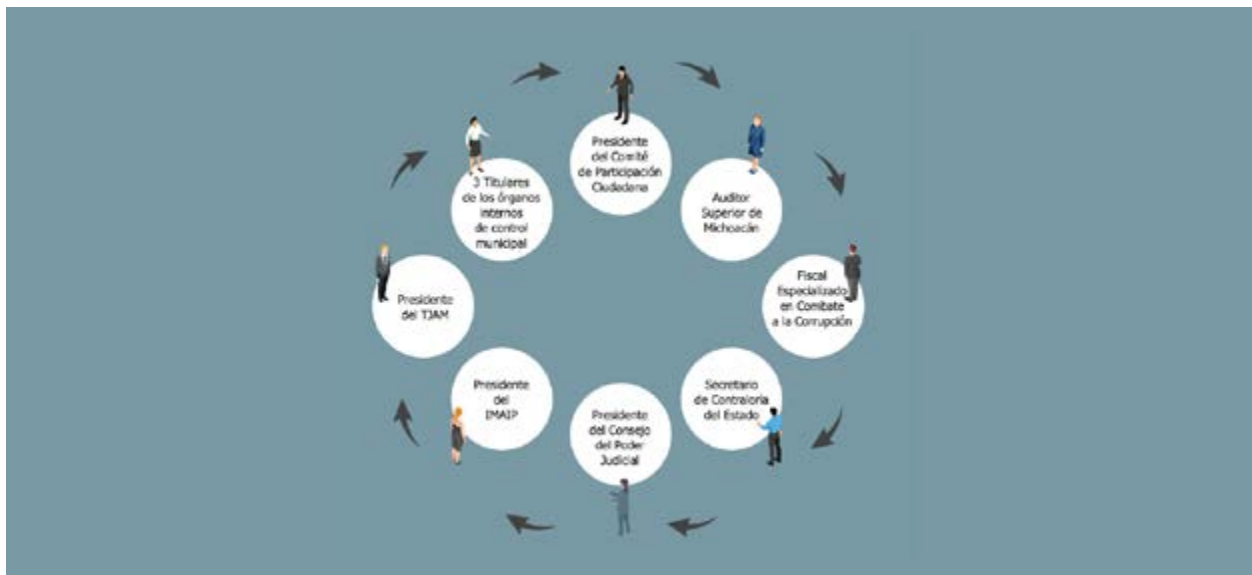 Presidente
del Comité
de Participación
Ciudadana
Auditor
Superior de
Michoacán
Fiscal
Especializado
en Combate
a la Corrupción
Secretario
de Contraloría
del Estado
Presidente
del Consejo
del Poder
Judicial
Presidente
del
IMAIP
Presidente
del TJAM
3 Titulares
de los órganos
internos
de control
municipal